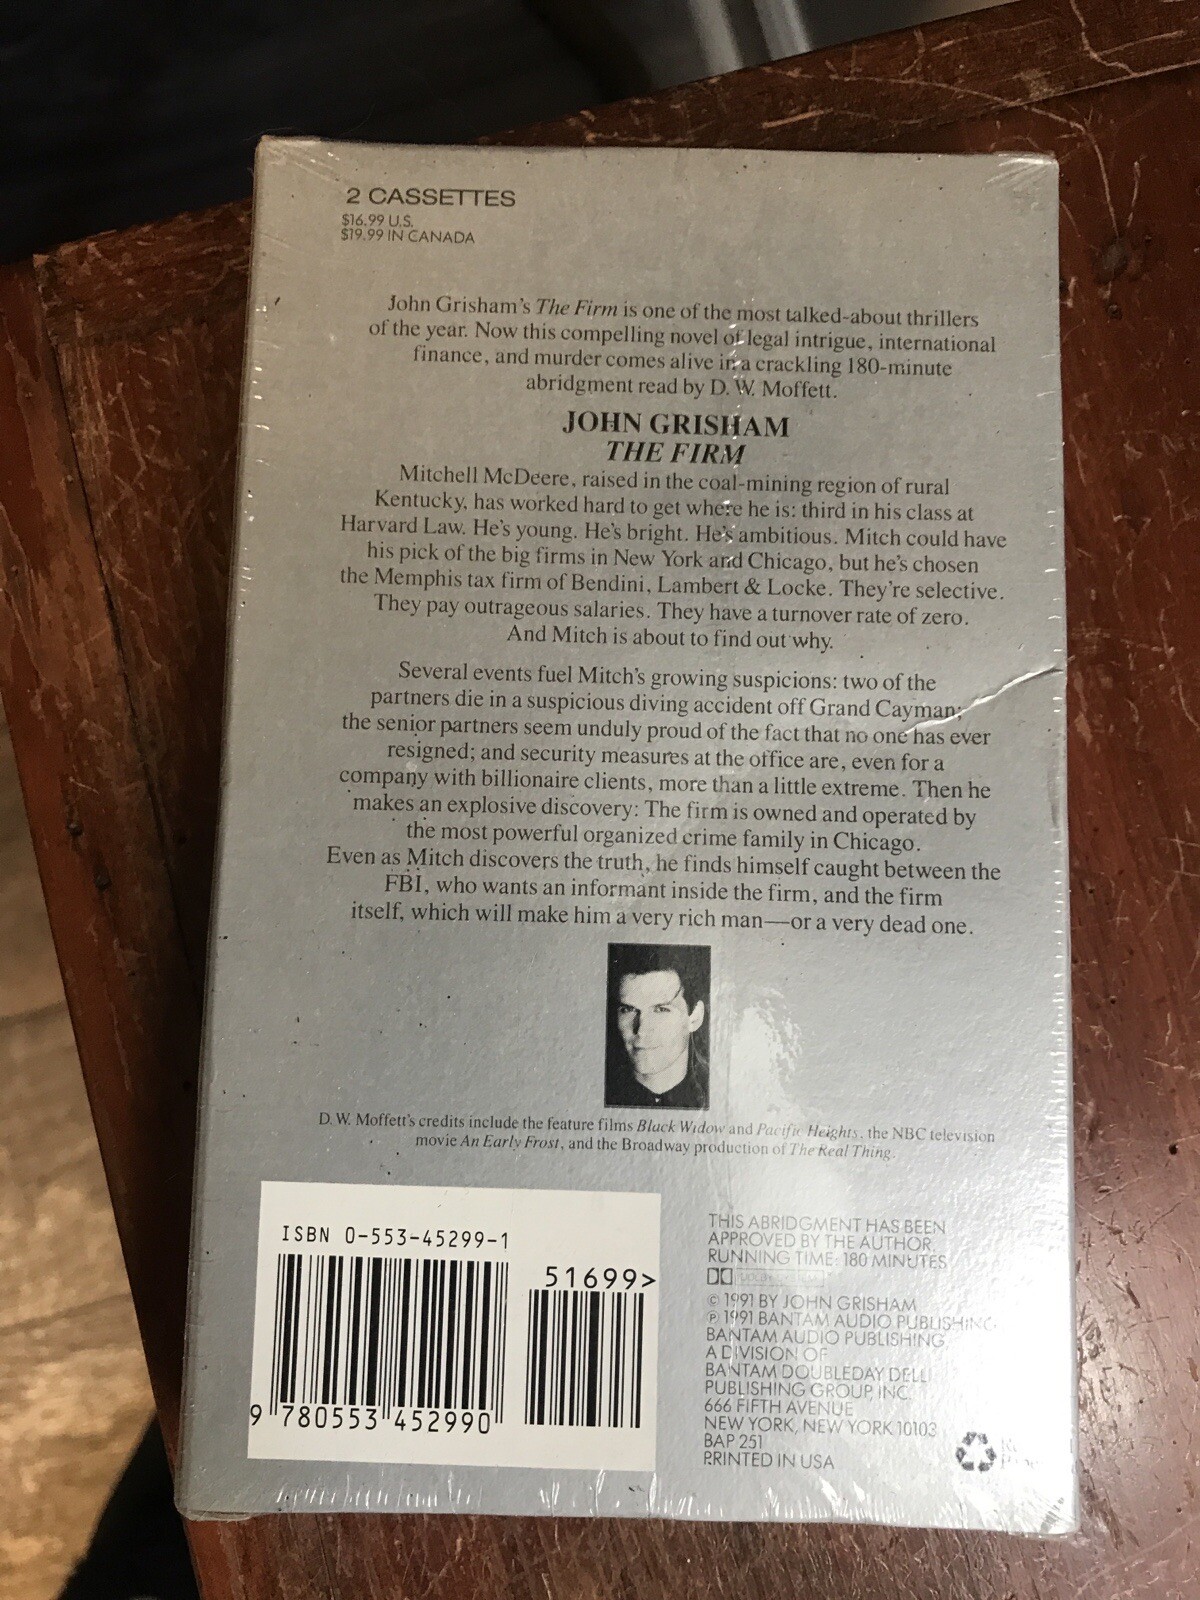 2 CASSETTES
$16.99 U.S.
$19.99 IN CANADA
John Grisham's The Firm is one of the most talked-about thrillers
of the year. Now this compelling novel of legal intrigue, international
finance, and murder comes alive in a crackling 180-minute
abridgment read by D. W. Moffett.
JOHN GRISHAM
THE FIRM
Mitchell McDeere, raised in the coal-mining region of rural
Kentucky, has worked hard to get where he is: third in his class at
Harvard Law. He's young. He's bright. He's ambitious. Mitch could have
his pick of the big firms in New York and Chicago, but he's chosen
the Memphis tax firm of Bendini, Lambert & Locke. They're selective.
They pay outrageous salaries. They have a turnover rate of zero.
And Mitch is about to find out why.
Several events fuel Mitch's growing suspicions: two of the
partners die in a suspicious diving accident off Grand Cayman;
the senior partners seem unduly proud of the fact that no one has ever
resigned; and security measures at the office are, even for a
company with billionaire clients, more than a little extreme. Then he
makes an explosive discovery: The firm is owned and operated by
the most powerful organized crime family in Chicago.
Even as Mitch discovers the truth, he finds himself caught between the
FBI, who wants an informant inside the firm, and the firm
itself, which will make him a very rich man—or a very dead one.
D. W. Moffett's credits include the feature films Black Widow and Pacific Heights, the NBC television
movie An Early Frost, and the Broadway production of The Real Thing.
ISBN 0-553-45299-1
51699>
9 780553 452990
THIS ABRIDGMENT HAS BEEN
APPROVED BY THE AUTHOR.
RUNNING TIME: 180 MINUTES
© 1991 BY JOHN GRISHAM
℗ 1991 BANTAM AUDIO PUBLISHING
BANTAM AUDIO PUBLISHING,
A DIVISION OF
BANTAM DOUBLEDAY DELL
PUBLISHING GROUP, INC.
666 FIFTH AVENUE
NEW YORK, NEW YORK 10103
BAP 251
PRINTED IN USA